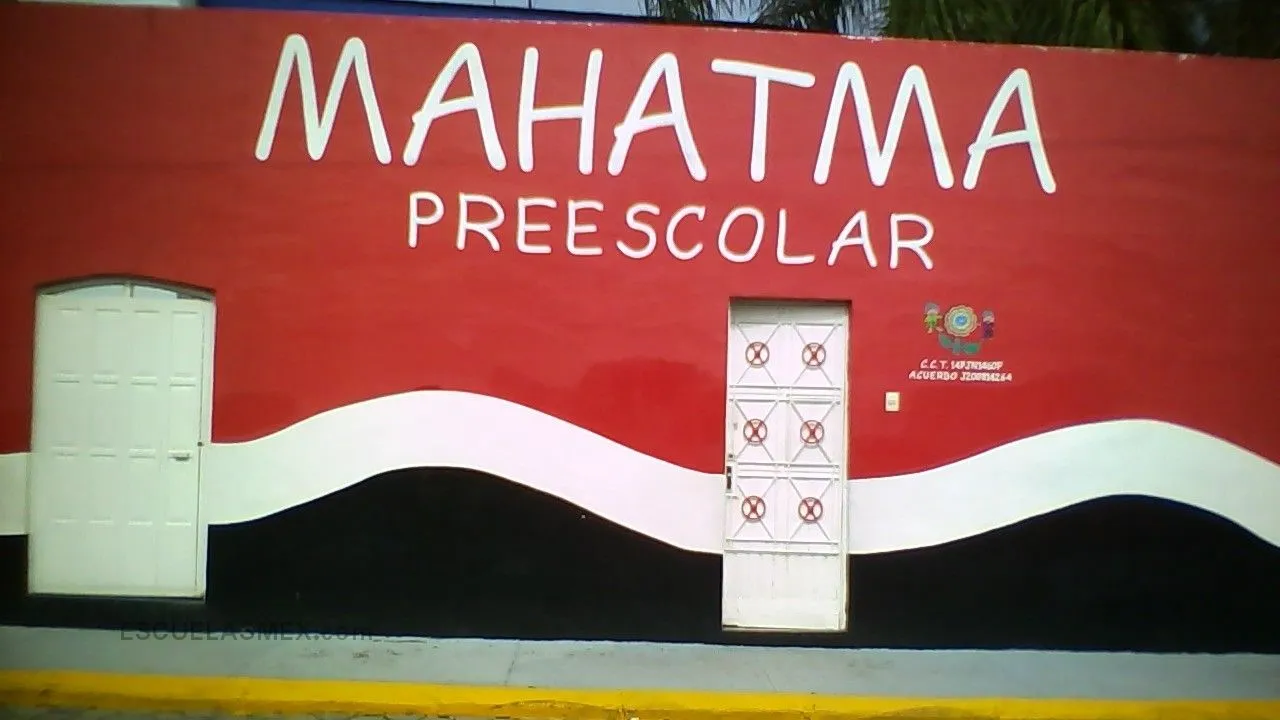 MAHATMA
PREESCOLAR
C.C.T.
ACUERDO
ESCUELASMEX.com